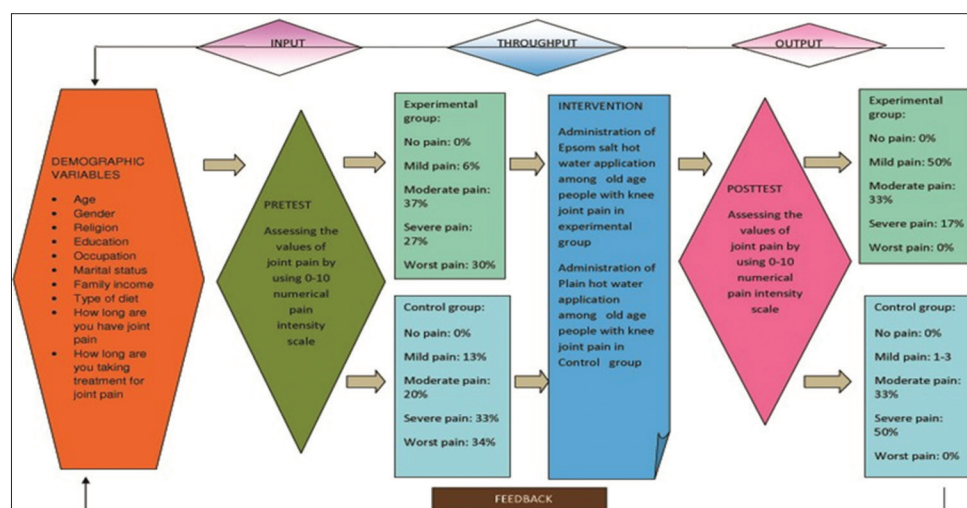 INPUT
THROUGHPUT
OUTPUT
DEMOGRAPHIC
VARIABLES
• Age
• Gender
• Religion
• Education
• Occupation
• Marital status
• Family income
• Type of diet
• How long are
you have joint
pain
• How long are
you taking
treatment for
joint pain
PRETEST
Assessing the
values of
joint pain by
using 0-10
numerical
pain
intensity
scale
Experimental
group:
No pain: 0%
Mild pain: 6%
Moderate pain:
37%
Severe pain:
27%
Worst pain: 30%
Control group:
No pain: 0%
Mild pain: 13%
Moderate pain:
20%
Severe pain: 33%
Worst pain: 34%
INTERVENTION
Administration of
Epsom salt hot
water application
among old age
people with knee
joint pain in
experimental
group
Administration of
Plain hot water
application
among old age
people with knee
joint pain in
Control group
POSTTEST
Assessing the
values of
joint pain by
using 0-10
numerical
pain intensity
scale
Experimental
group:
No pain: 0%
Mild pain: 50%
Moderate pain:
33%
Severe pain: 17%
Worst pain: 0%
Control group:
No pain: 0%
Mild pain: 1-3
Moderate pain:
33%
Severe pain:
50%
Worst pain: 0%
FEEDBACK